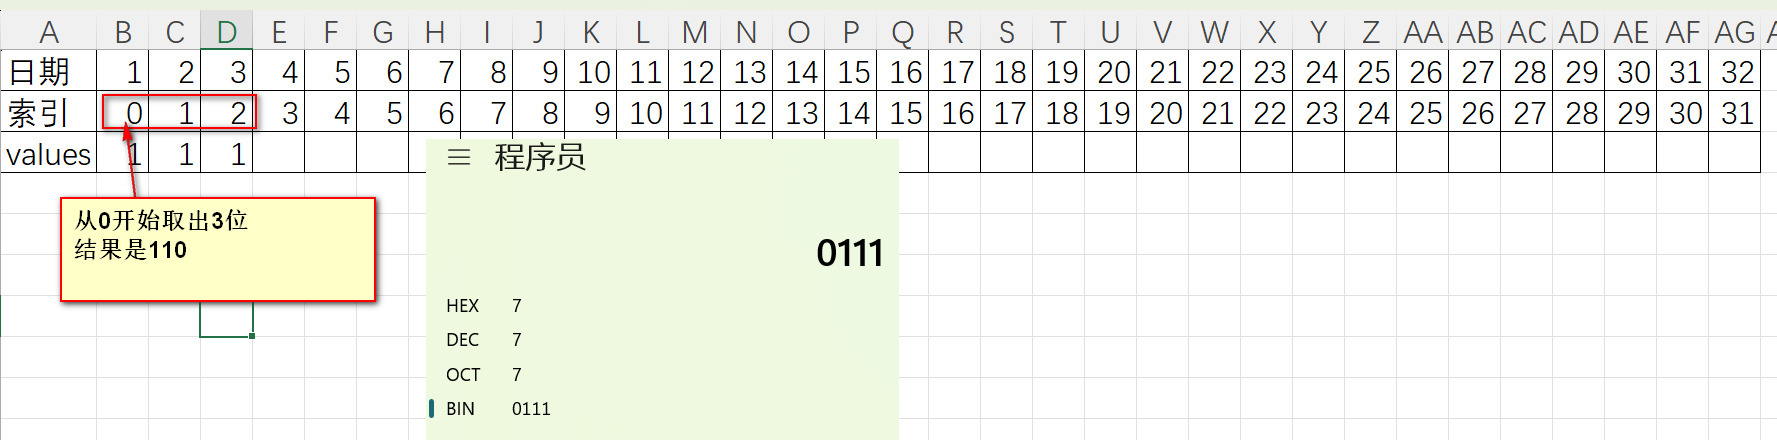 A B C D E F G H I J K L M N O P Q R S T U V W X Y Z AA AB AC AD AE AF AG
日期 1 2 3 4 5 6 7 8 9 10 11 12 13 14 15 16 17 18 19 20 21 22 23 24 25 26 27 28 29 30 31 32
索引 0 1 2 3 4 5 6 7 8 9 10 11 12 13 14 15 16 17 18 19 20 21 22 23 24 25 26 27 28 29 30 31
values 1 1 1
程序员
从0开始取出3位
结果是110
0111
HEX 7
DEC 7
OCT 7
BIN 0111